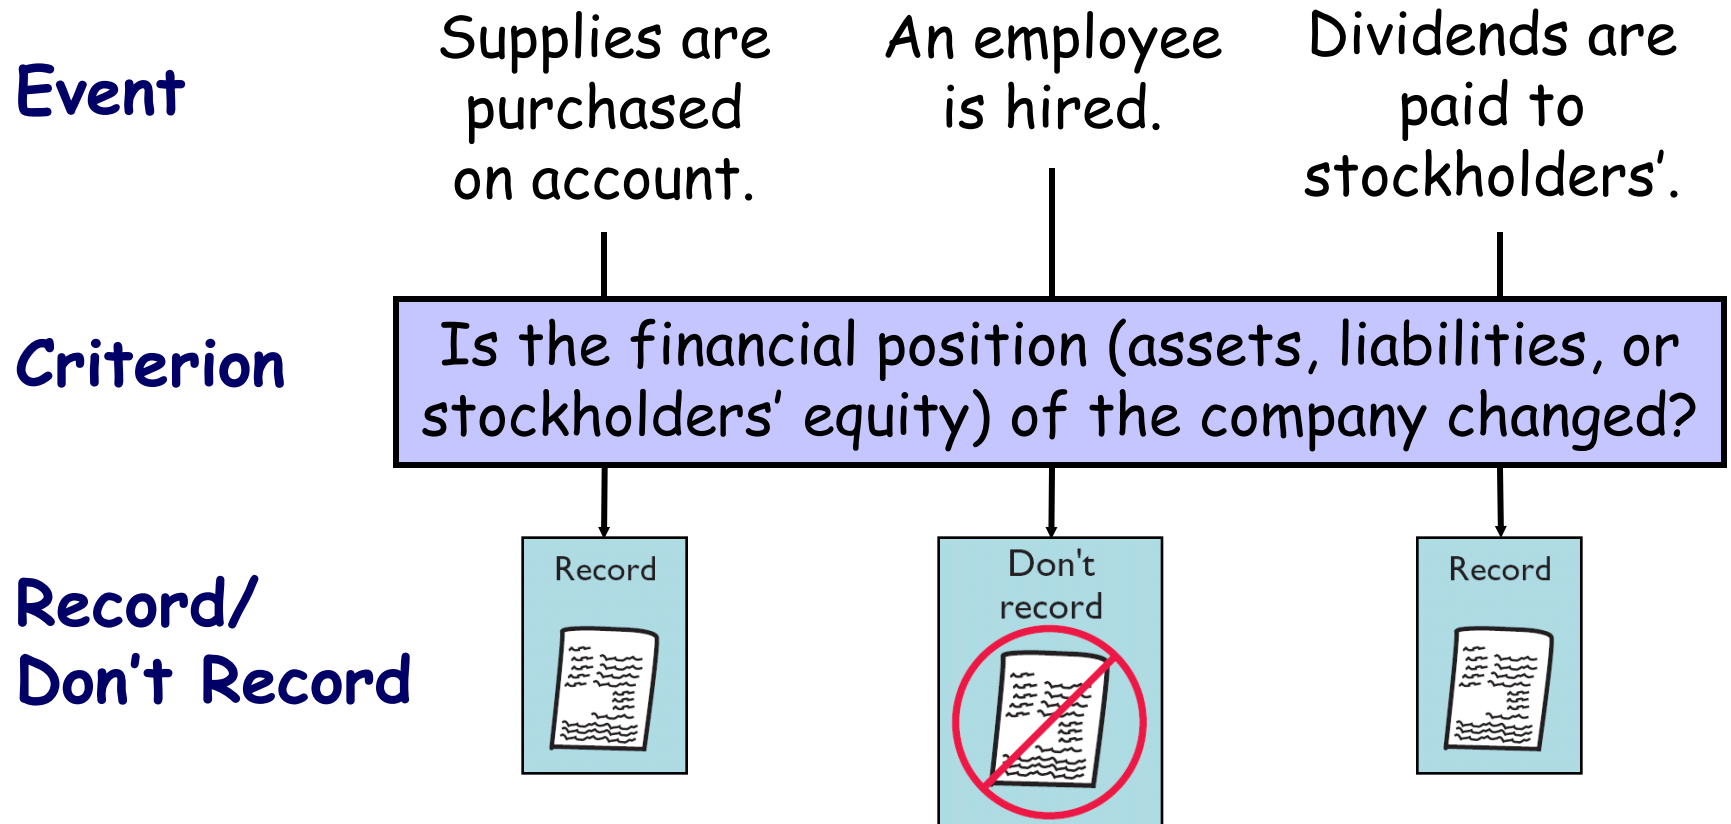 Event
Supplies are
purchased
on account.
An employee
is hired.
Dividends are
paid to
stockholders’.
Criterion
Is the financial position (assets, liabilities, or
stockholders’ equity) of the company changed?
Record/
Don’t Record
Record
Don't
record
Record